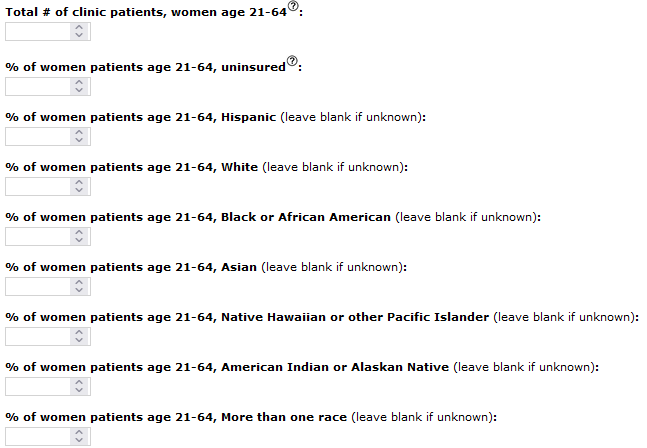 Total # of clinic patients, women age 21-64?:
% of women patients age 21-64, uninsured?:
% of women patients age 21-64, Hispanic (leave blank if unknown):
% of women patients age 21-64, White (leave blank if unknown):
% of women patients age 21-64, Black or African American (leave blank if unknown):
% of women patients age 21-64, Asian (leave blank if unknown):
% of women patients age 21-64, Native Hawaiian or other Pacific Islander (leave blank if unknown):
% of women patients age 21-64, American Indian or Alaskan Native (leave blank if unknown):
% of women patients age 21-64, More than one race (leave blank if unknown):